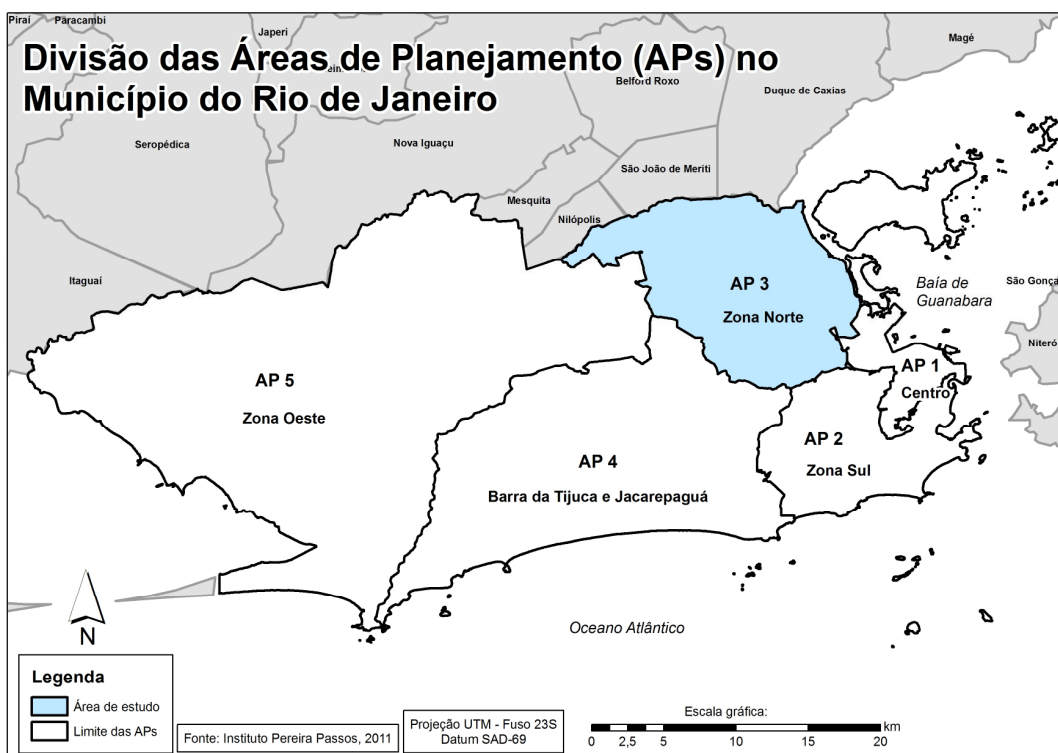 Piraí
Paracambi
Japeri
Magé
Divisão das Áreas de Planejamento (APs) no
Município do Rio de Janeiro
Belford Roxo
Duque de Caxias
Seropédica
Nova Iguaçu
São João de Meriti
Mesquita
Nilópolis
Itaguaí
Baía de
Guanabara
São Gonça
Niteró
AP 3
Zona Norte
AP 1
Centro
AP 5
Zona Oeste
AP 2
Zona Sul
AP 4
Barra da Tijuca e Jacarepaguá
Oceano Atlântico
N
Legenda
Área de estudo
Limite das APs
Fonte: Instituto Pereira Passos, 2011
Projeção UTM - Fuso 23S
Datum SAD-69
Escala gráfica:
km
0 2,5 5 10 15 20